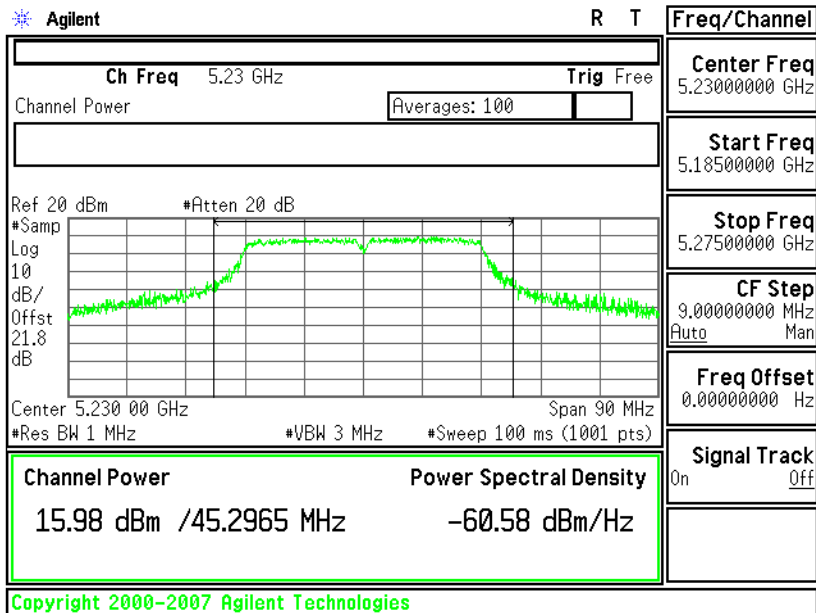 Agilent R T
Ch Freq 5.23 GHz Trig Free
Channel Power Averages: 100
Ref 20 dBm #Atten 20 dB
#Samp
Log
10
dB/
Offst
21.8
dB
Center 5.230 00 GHz Span 90 MHz
#Res BW 1 MHz #VBW 3 MHz #Sweep 100 ms (1001 pts)
Channel Power Power Spectral Density
15.98 dBm /45.2965 MHz -60.58 dBm/Hz
Copyright 2000-2007 Agilent Technologies
Freq/Channel
Center Freq
5.23000000 GHz
Start Freq
5.18500000 GHz
Stop Freq
5.27500000 GHz
CF Step
9.00000000 MHz
Auto Man
Freq Offset
0.00000000 Hz
Signal Track
On Off